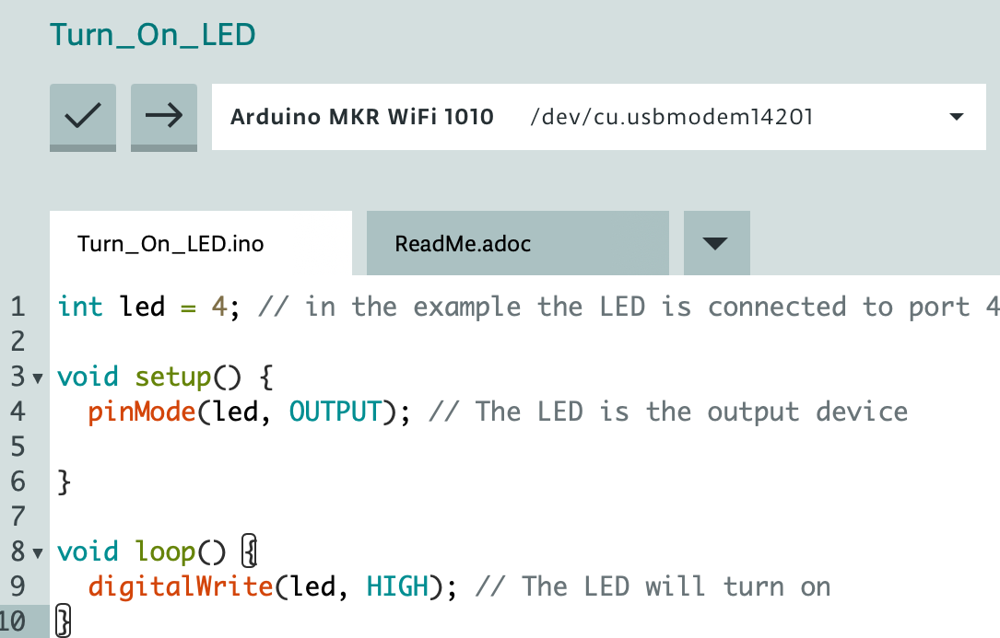 Turn_On_LED
Arduino MKR WiFi 1010 /dev/cu.usbmodem14201
Turn_On_LED.ino ReadMe.adoc
1 int led = 4; // in the example the LED is connected to port 4
2
3 void setup() {
4   pinMode(led, OUTPUT); // The LED is the output device
5
6 }
7
8 void loop() {
9   digitalWrite(led, HIGH); // The LED will turn on
10 }